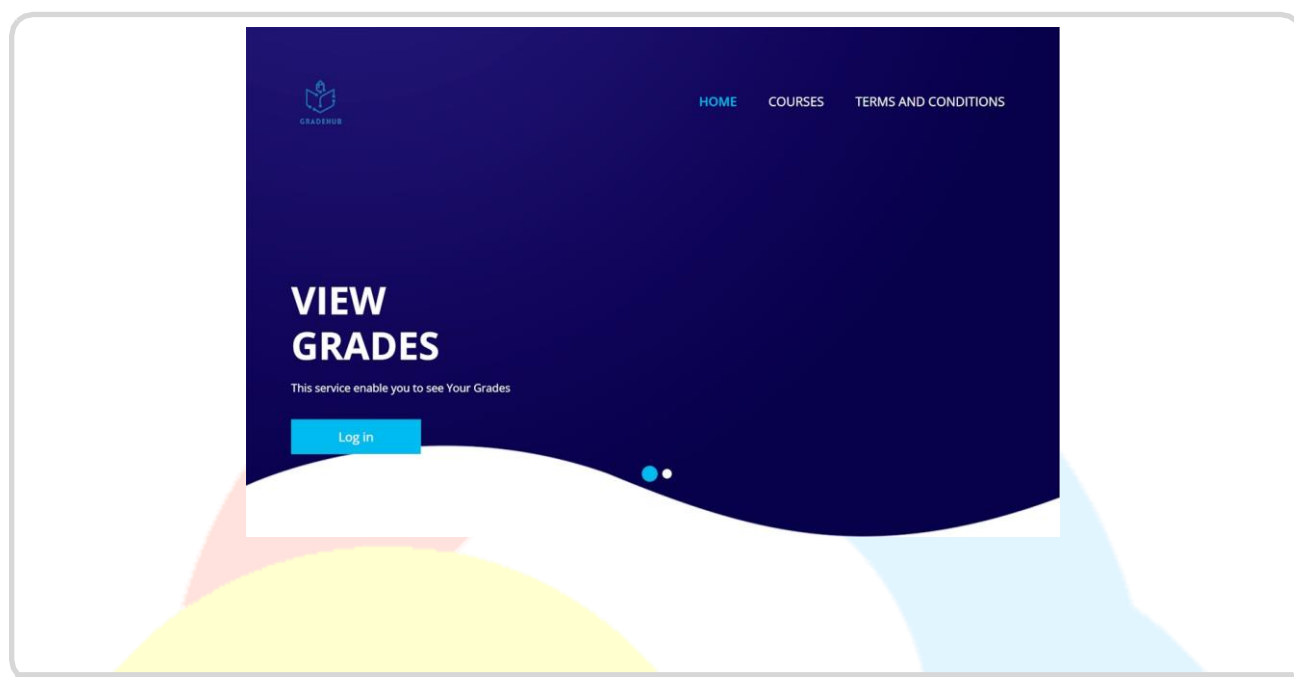 GRADEHUB
HOME COURSES TERMS AND CONDITIONS
VIEW
GRADES
This service enable you to see Your Grades
Log in